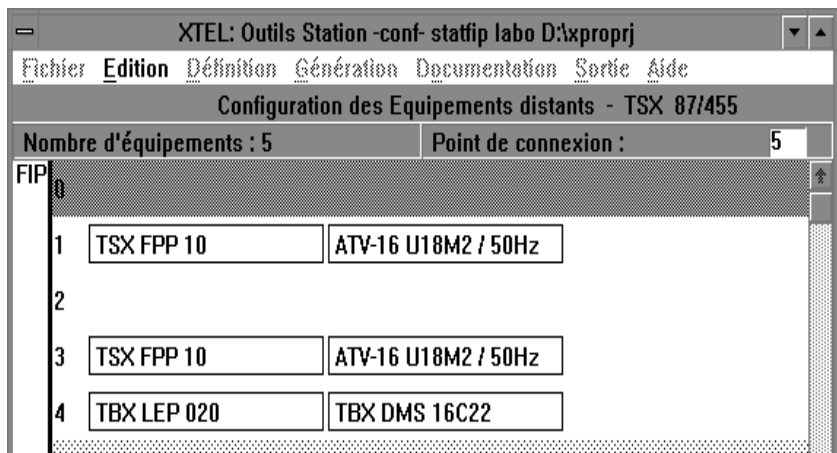 XTEL: Outils Station -conf- statfip labo D:\xproprj
Fichier Edition Définition Génération Documentation Sortie Aide
Configuration des Equipements distants - TSX 87/455
Nombre d'équipements : 5 Point de connexion : 5
FIP 0
1 TSX FPP 10 ATV-16 U18M2 / 50Hz
2
3 TSX FPP 10 ATV-16 U18M2 / 50Hz
4 TBX LEP 020 TBX DMS 16C22